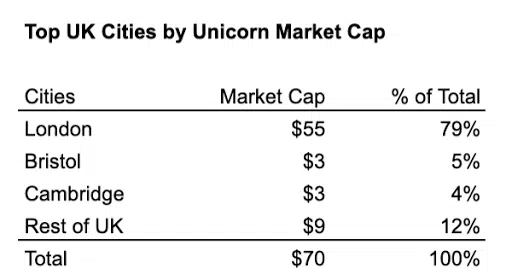 Top UK Cities by Unicorn Market Cap
Cities Market Cap % of Total
London $55 79%
Bristol $3 5%
Cambridge $3 4%
Rest of UK $9 12%
Total $70 100%